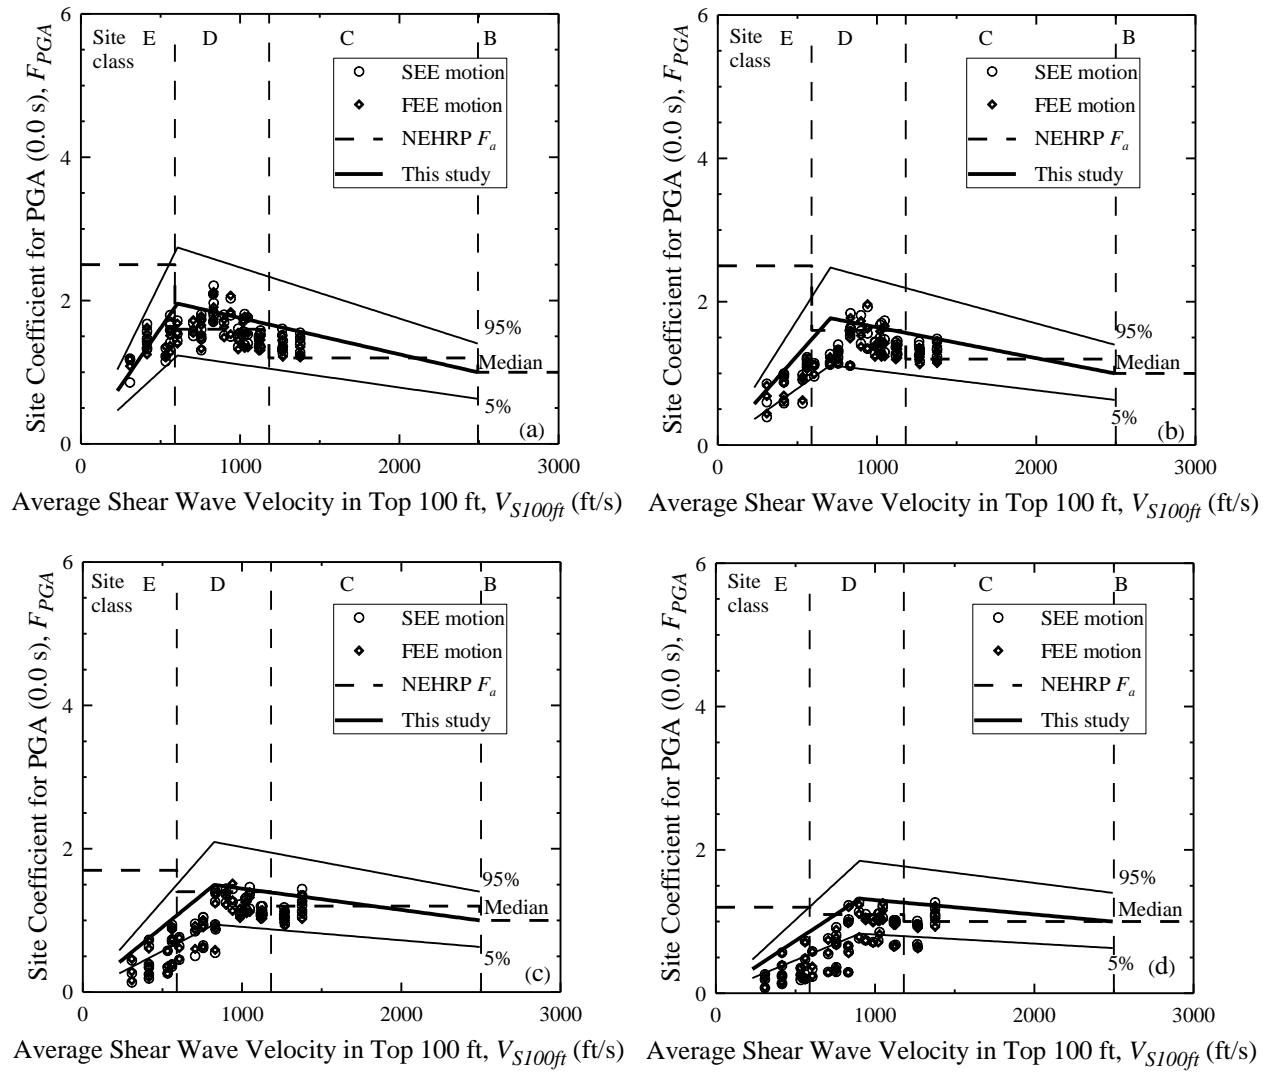 Site Coefficient for PGA (0.0 s), F_PGA
6
4
2
0
Site class
E
D
C
B
SEE motion
FEE motion
NEHRP F_a
This study
95%
Median
5%
(a)
0 1000 2000 3000
Average Shear Wave Velocity in Top 100 ft, V_S100ft (ft/s)
Site Coefficient for PGA (0.0 s), F_PGA
6
4
2
0
Site class
E
D
C
B
SEE motion
FEE motion
NEHRP F_a
This study
95%
Median
5%
(b)
0 1000 2000 3000
Average Shear Wave Velocity in Top 100 ft, V_S100ft (ft/s)
Site Coefficient for PGA (0.0 s), F_PGA
6
4
2
0
Site class
E
D
C
B
SEE motion
FEE motion
NEHRP F_a
This study
95%
Median
5%
(c)
0 1000 2000 3000
Average Shear Wave Velocity in Top 100 ft, V_S100ft (ft/s)
Site Coefficient for PGA (0.0 s), F_PGA
6
4
2
0
Site class
E
D
C
B
SEE motion
FEE motion
NEHRP F_a
This study
95%
Median
5%
(d)
0 1000 2000 3000
Average Shear Wave Velocity in Top 100 ft, V_S100ft (ft/s)